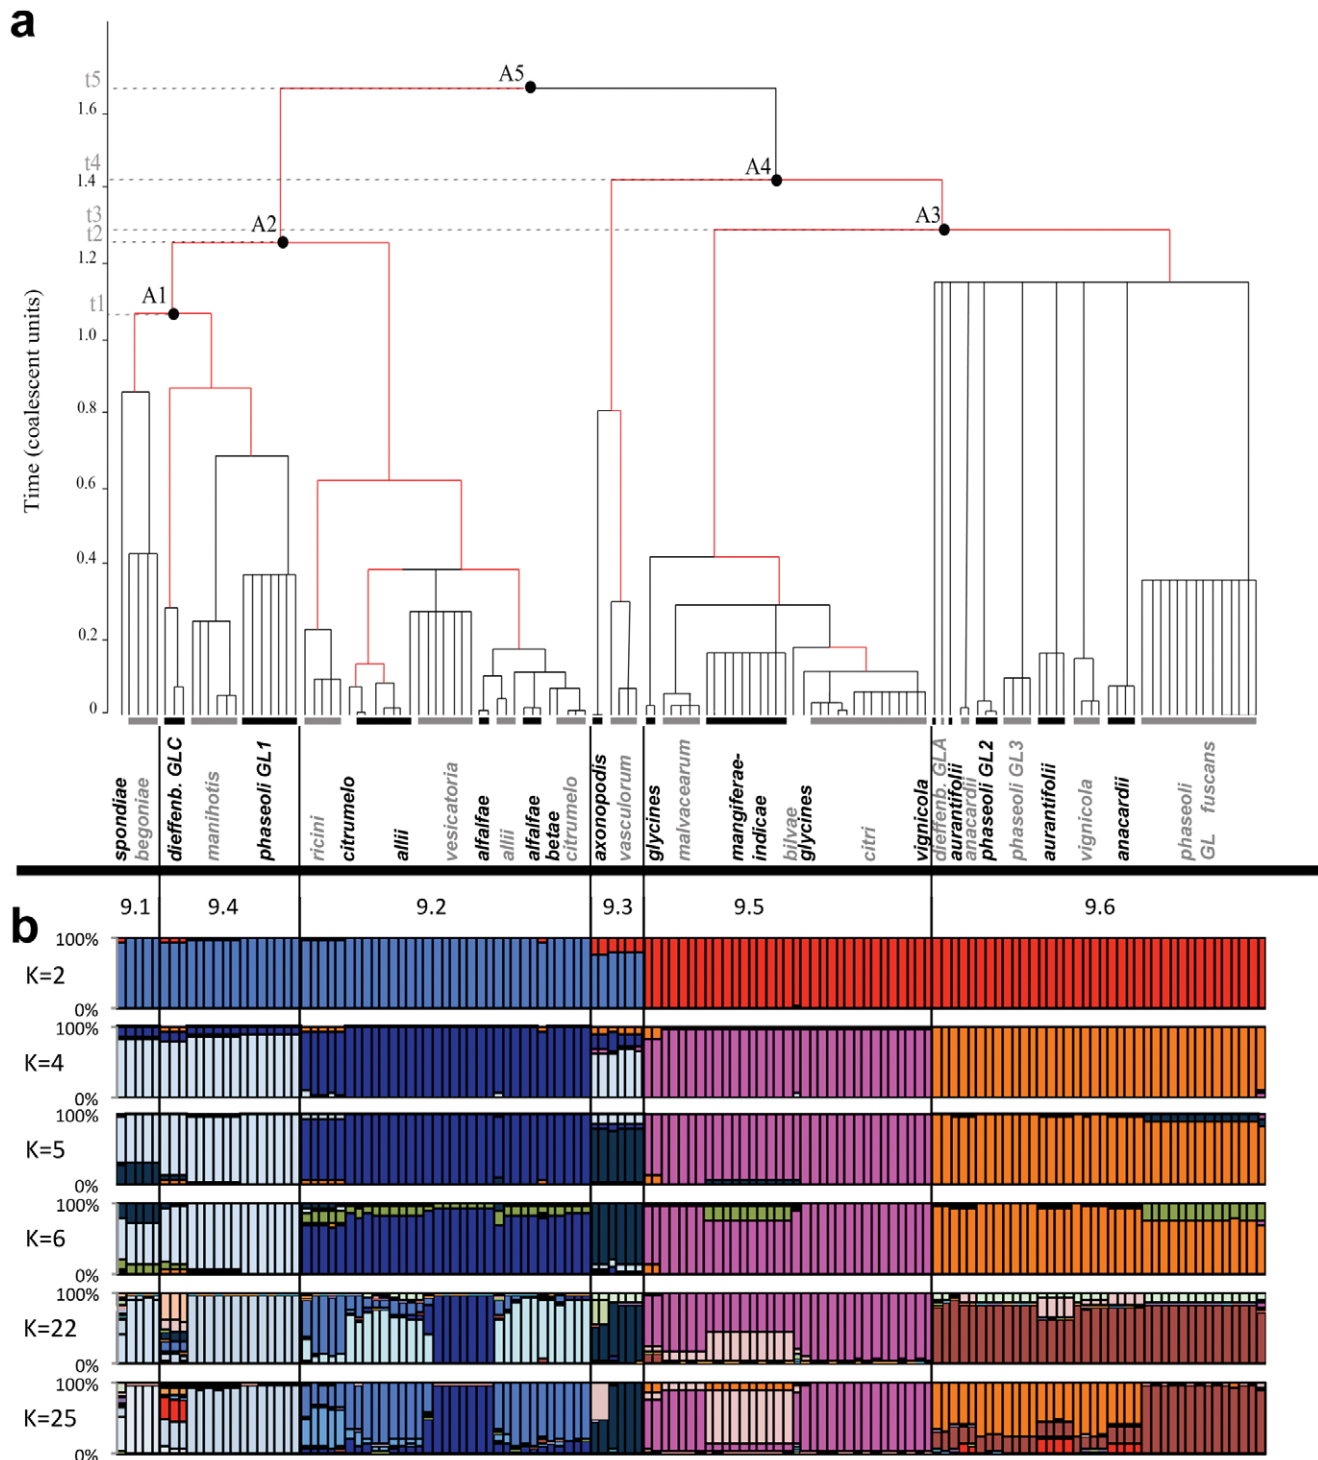 a
Time (coalescent units)
t5
1.6
t4
1.4
t3
t2
1.2
t1
1.0
0.8
0.6
0.4
0.2
0
A5
A4
A3
A2
A1
spondiae
begoniae
dieffenb. GLC
manihotis
phaseoli GL1
ricini
citrumelo
allii
vesicatoria
alfalfae
allii
alfalfae
betae
citrumelo
axonopodis
vasculorum
glycines
malvacearum
mangiferae-
indicae
bilvae
glycines
citri
vignicola
dieffenb. GLA
aurantifolii
anacardii
phaseoli GL2
phaseoli GL3
aurantifolii
vignicola
anacardii
phaseoli
GL fuscans
9.1 9.4 9.2 9.3 9.5 9.6
b
100%
K=2
0%
100%
K=4
0%
100%
K=5
0%
100%
K=6
0%
100%
K=22
0%
100%
K=25
0%